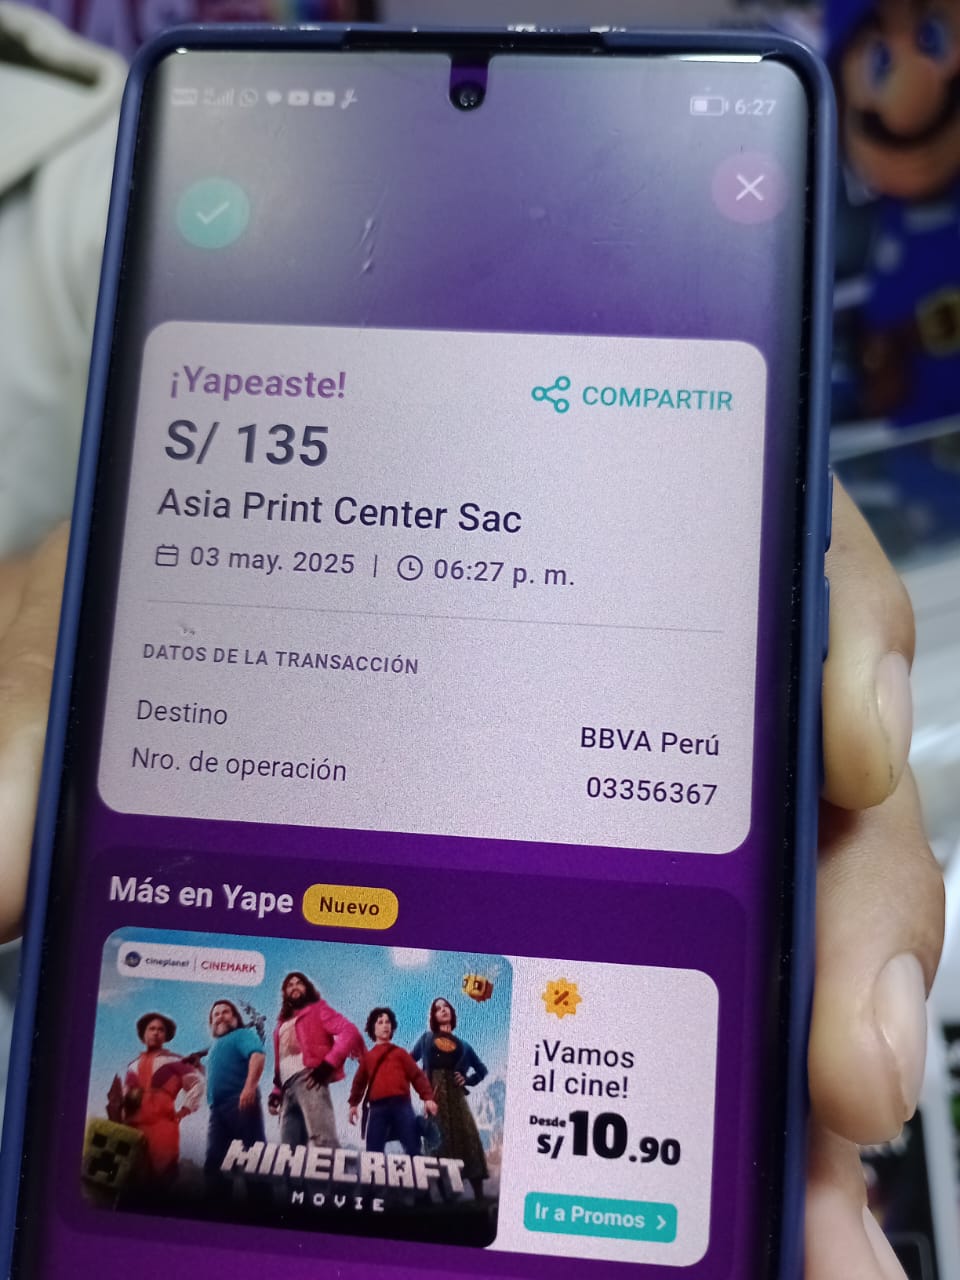 6:27
¡Yapeaste!
COMPARTIR
S/ 135
Asia Print Center Sac
03 may. 2025 | 06:27 p. m.
DATOS DE LA TRANSACCIÓN
Destino
BBVA Perú
Nro. de operación
03356367
Más en Yape
Nuevo
cineplanet | CINEMARK
MINECRAFT
MOVIE
¡Vamos
al cine!
Desde
S/10.90
Ir a Promos >